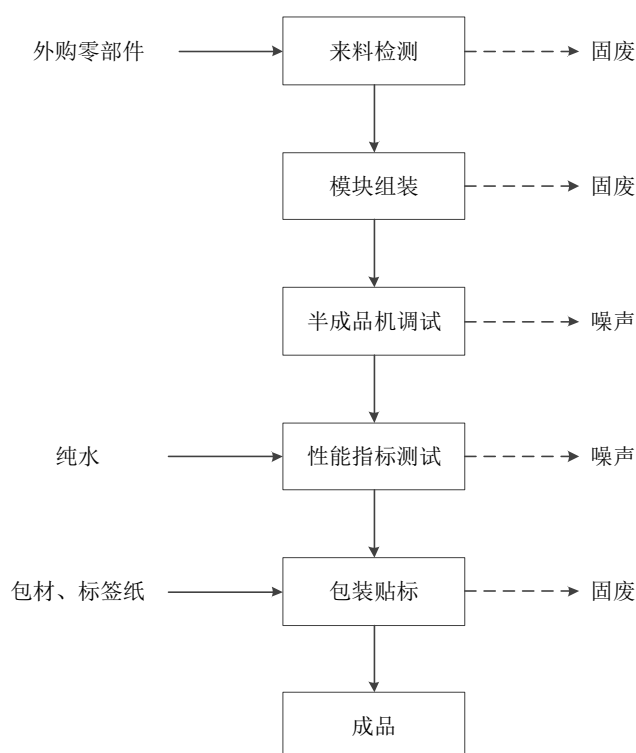 外购零部件
来料检测
固废
模块组装
固废
半成品机调试
噪声
纯水
性能指标测试
噪声
包材、标签纸
包装贴标
固废
成品